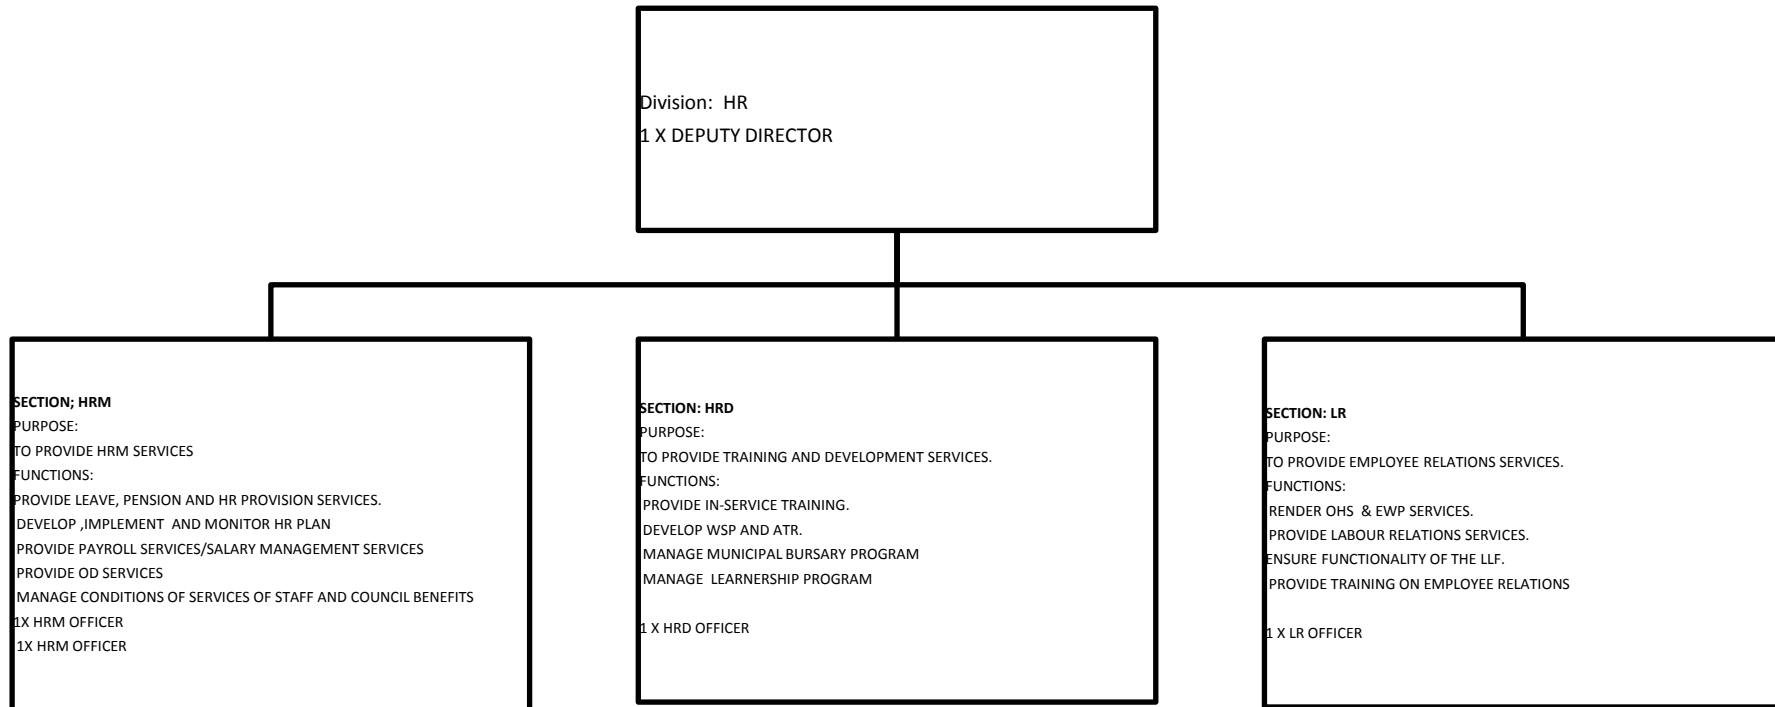 Division: HR
1 X DEPUTY DIRECTOR
SECTION; HRM
PURPOSE:
TO PROVIDE HRM SERVICES
FUNCTIONS:
PROVIDE LEAVE, PENSION AND HR PROVISION SERVICES.
DEVELOP ,IMPLEMENT AND MONITOR HR PLAN
PROVIDE PAYROLL SERVICES/SALARY MANAGEMENT SERVICES
PROVIDE OD SERVICES
MANAGE CONDITIONS OF SERVICES OF STAFF AND COUNCIL BENEFITS
1X HRM OFFICER
1X HRM OFFICER
SECTION: HRD
PURPOSE:
TO PROVIDE TRAINING AND DEVELOPMENT SERVICES.
FUNCTIONS:
PROVIDE IN-SERVICE TRAINING.
DEVELOP WSP AND ATR.
MANAGE MUNICIPAL BURSARY PROGRAM
MANAGE LEARNERSHIP PROGRAM
1 X HRD OFFICER
SECTION: LR
PURPOSE:
TO PROVIDE EMPLOYEE RELATIONS SERVICES.
FUNCTIONS:
RENDER OHS & EWP SERVICES.
PROVIDE LABOUR RELATIONS SERVICES.
ENSURE FUNCTIONALITY OF THE LLF.
PROVIDE TRAINING ON EMPLOYEE RELATIONS
1 X LR OFFICER